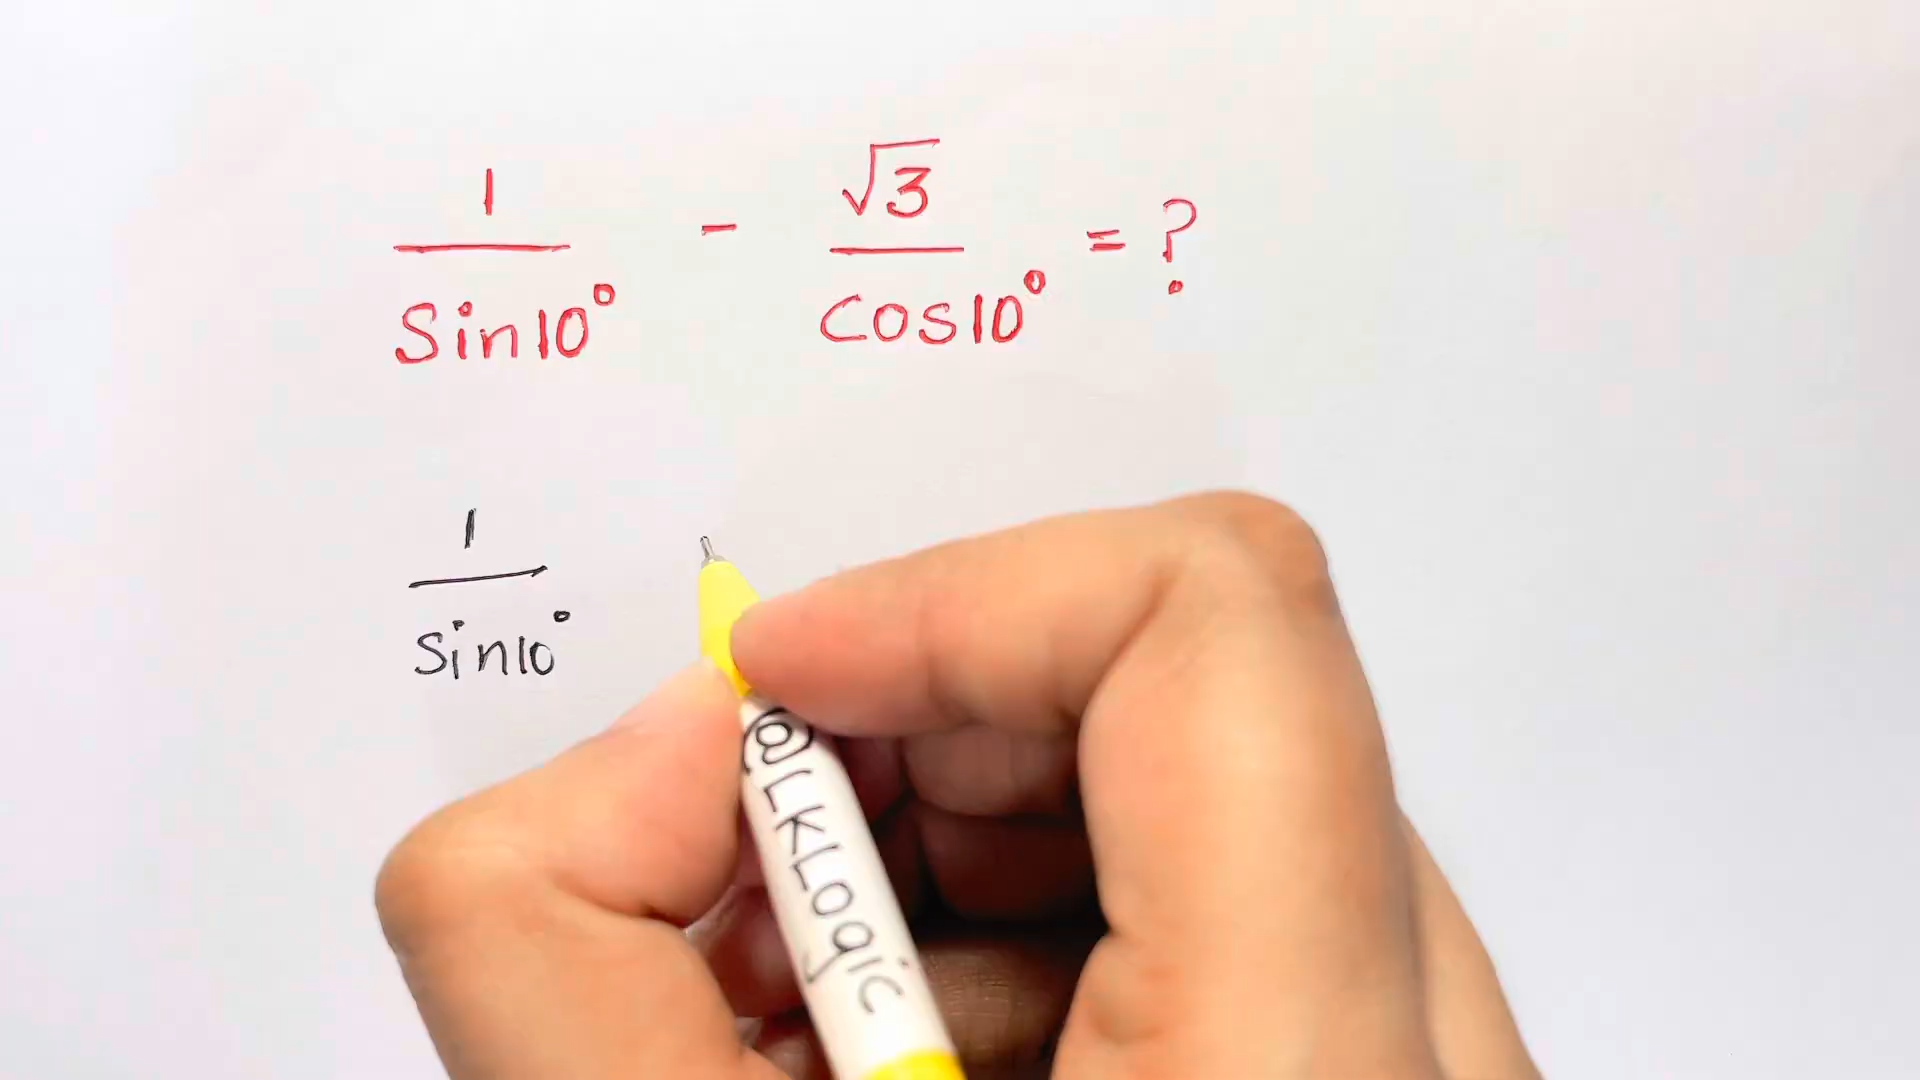 1/Sin10° - √3/Cos10° = ?
1/Sin10°
@LKLogic